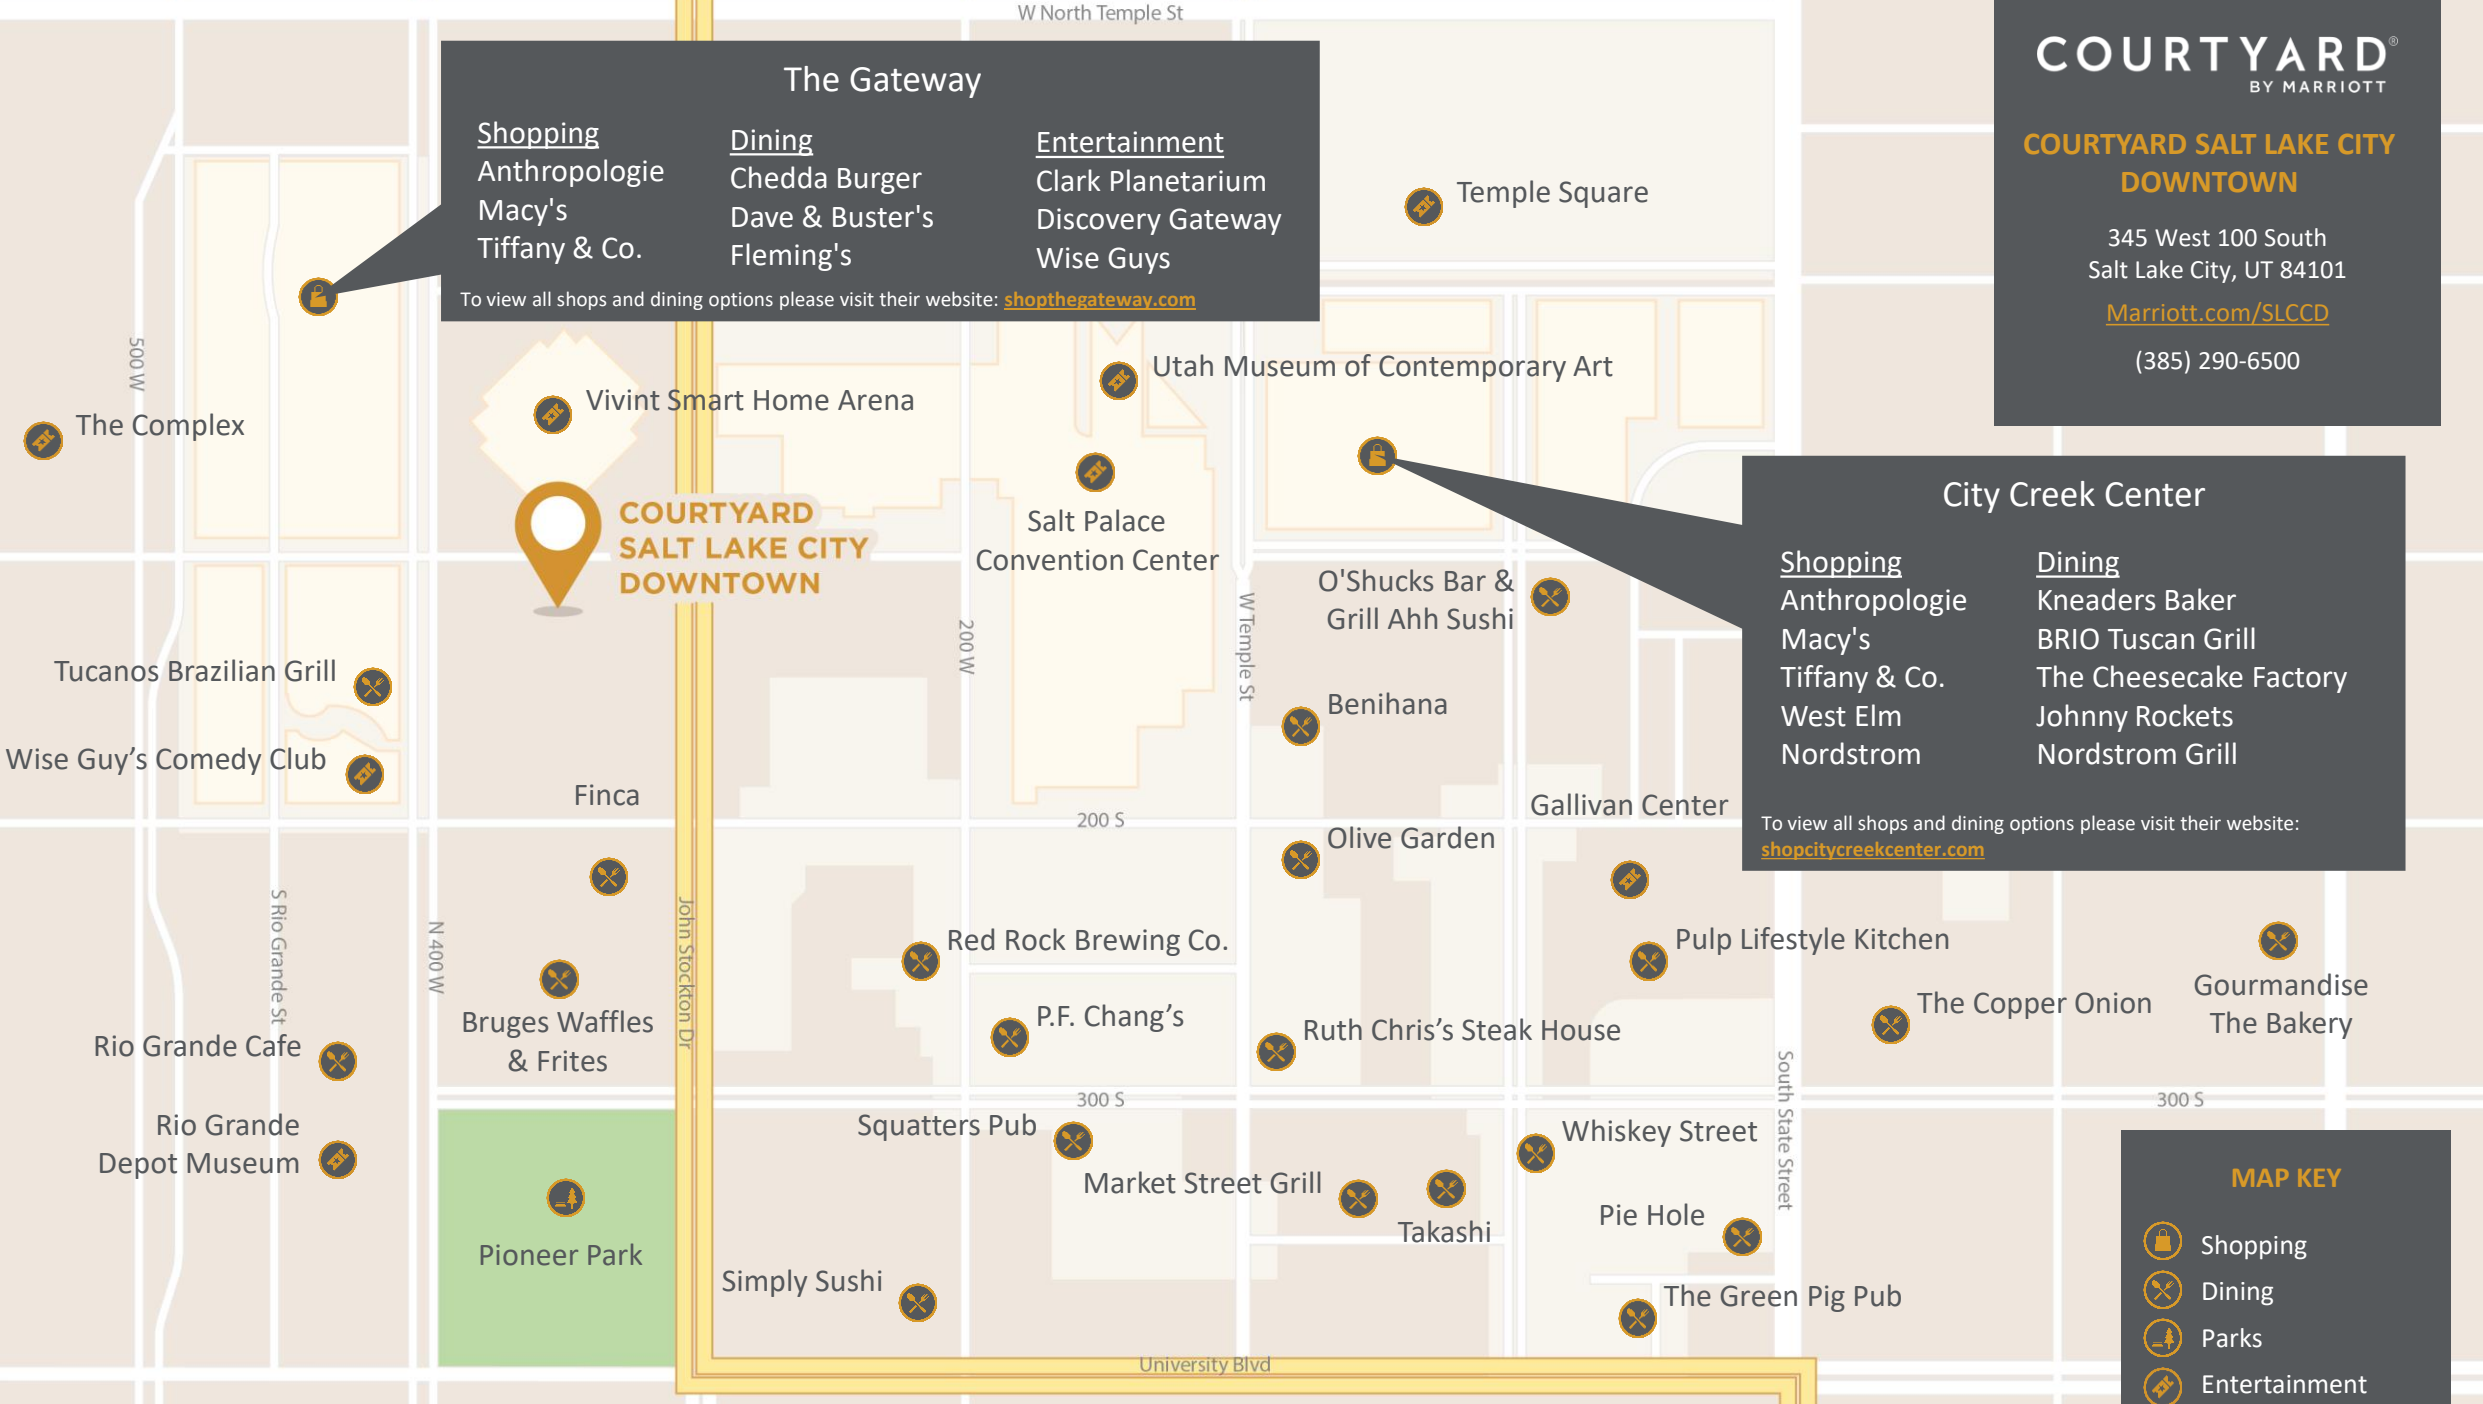 W North Temple St
The Gateway
Shopping
Anthropologie
Macy's
Tiffany & Co.
Dining
Chedda Burger
Dave & Buster's
Fleming's
Entertainment
Clark Planetarium
Discovery Gateway
Wise Guys
To view all shops and dining options please visit their website: shopthegateway.com
COURTYARD®
BY MARRIOTT
COURTYARD SALT LAKE CITY
DOWNTOWN
345 West 100 South
Salt Lake City, UT 84101
Marriott.com/SLCCD
(385) 290-6500
Temple Square
500 W
The Complex
Vivint Smart Home Arena
Utah Museum of Contemporary Art
COURTYARD
SALT LAKE CITY
DOWNTOWN
Salt Palace
Convention Center
City Creek Center
Shopping
Anthropologie
Macy's
Tiffany & Co.
West Elm
Nordstrom
Dining
Kneaders Baker
BRIO Tuscan Grill
The Cheesecake Factory
Johnny Rockets
Nordstrom Grill
To view all shops and dining options please visit their website:
shopcitycreekcenter.com
O'Shucks Bar &
Grill Ahh Sushi
200 W
W Temple St
Tucanos Brazilian Grill
Benihana
Wise Guy’s Comedy Club
Finca
200 S
Gallivan Center
Olive Garden
S Rio Grande St
N 400 W
John Stockton Dr
Red Rock Brewing Co.
Pulp Lifestyle Kitchen
Bruges Waffles
& Frites
P.F. Chang’s
Ruth Chris’s Steak House
The Copper Onion
Gourmandise
The Bakery
Rio Grande Cafe
Rio Grande
Depot Museum
300 S
300 S
South State Street
Squatters Pub
Whiskey Street
Market Street Grill
Takashi
Pie Hole
Pioneer Park
Simply Sushi
The Green Pig Pub
University Blvd
MAP KEY
Shopping
Dining
Parks
Entertainment